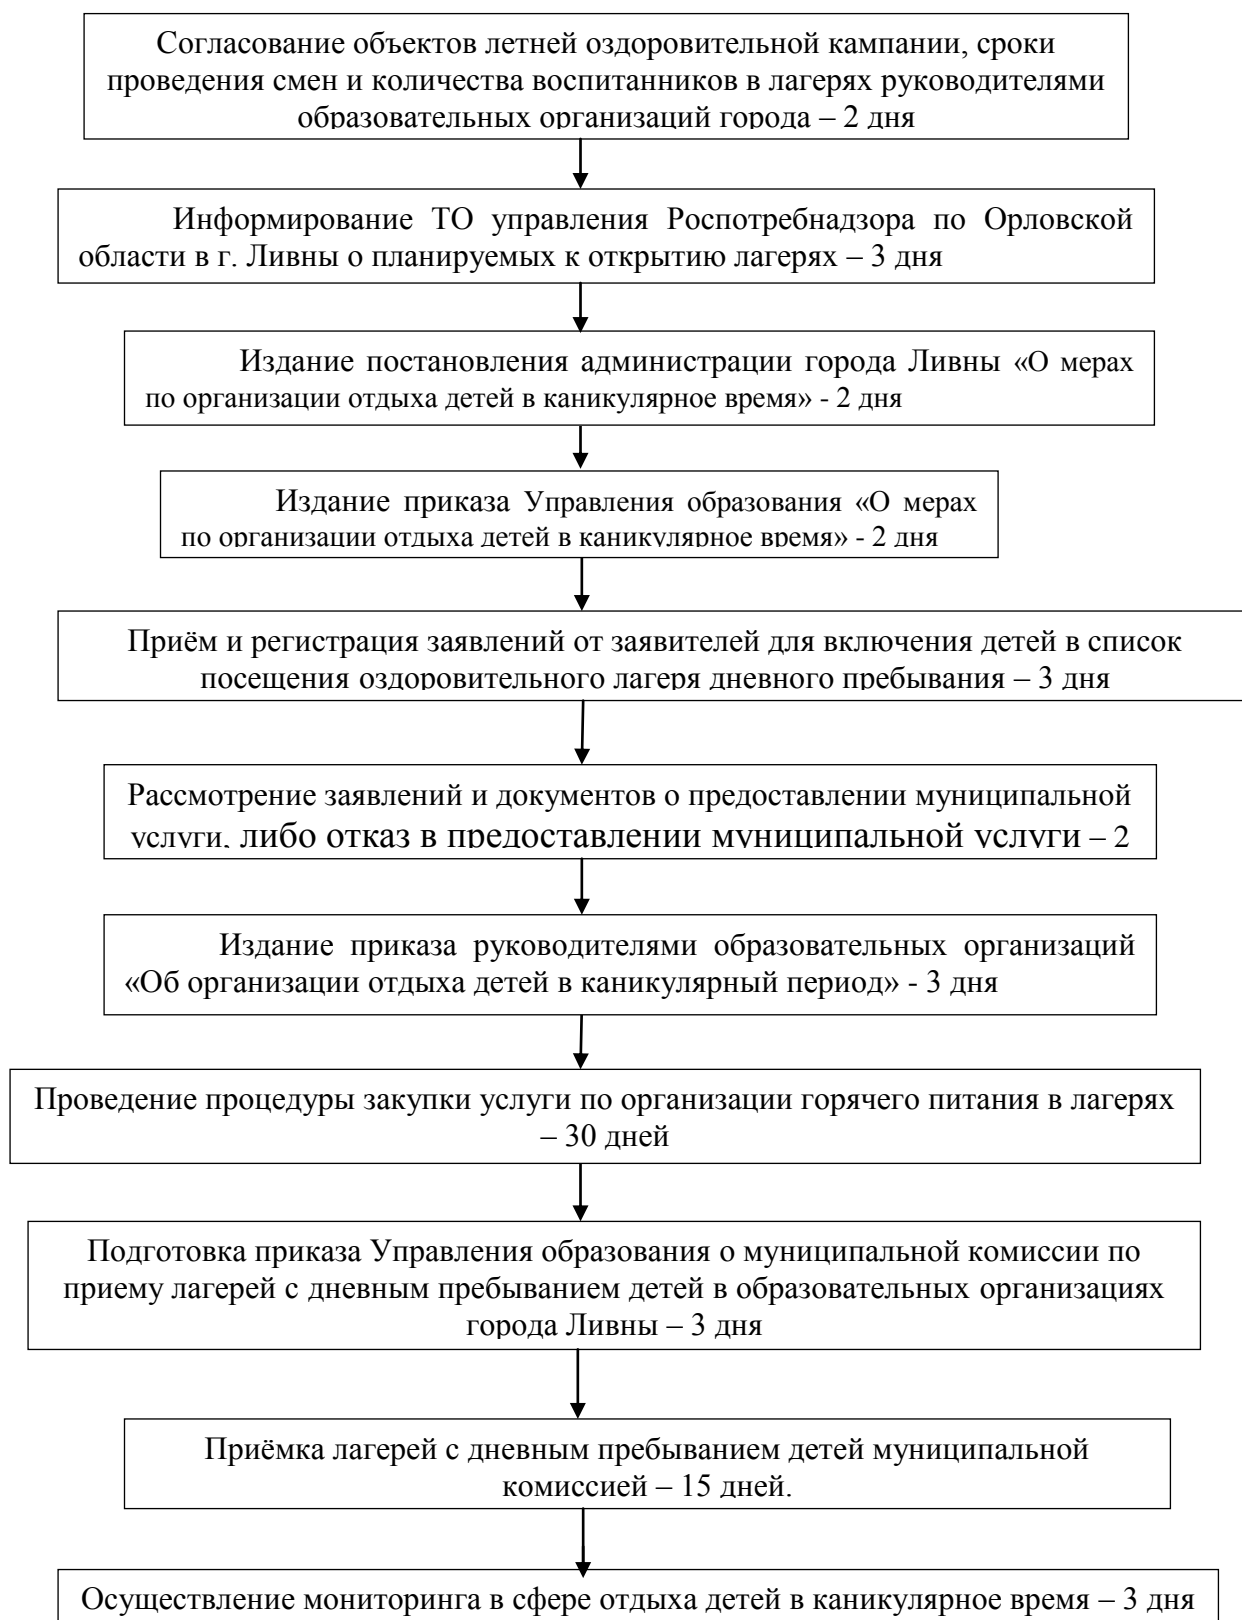 Согласование объектов летней оздоровительной кампании, сроки
проведения смен и количества воспитанников в лагерях руководителями
образовательных организаций города – 2 дня
Информирование ТО управления Роспотребнадзора по Орловской
области в г. Ливны о планируемых к открытию лагерях – 3 дня
Издание постановления администрации города Ливны «О мерах
по организации отдыха детей в каникулярное время» - 2 дня
Издание приказа Управления образования «О мерах
по организации отдыха детей в каникулярное время» - 2 дня
Приём и регистрация заявлений от заявителей для включения детей в список
посещения оздоровительного лагеря дневного пребывания – 3 дня
Рассмотрение заявлений и документов о предоставлении муниципальной
услуги, либо отказ в предоставлении муниципальной услуги – 2
Издание приказа руководителями образовательных организаций
«Об организации отдыха детей в каникулярный период» - 3 дня
Проведение процедуры закупки услуги по организации горячего питания в лагерях
– 30 дней
Подготовка приказа Управления образования о муниципальной комиссии по
приему лагерей с дневным пребыванием детей в образовательных организациях
города Ливны – 3 дня
Приёмка лагерей с дневным пребыванием детей муниципальной
комиссией – 15 дней.
Осуществление мониторинга в сфере отдыха детей в каникулярное время – 3 дня